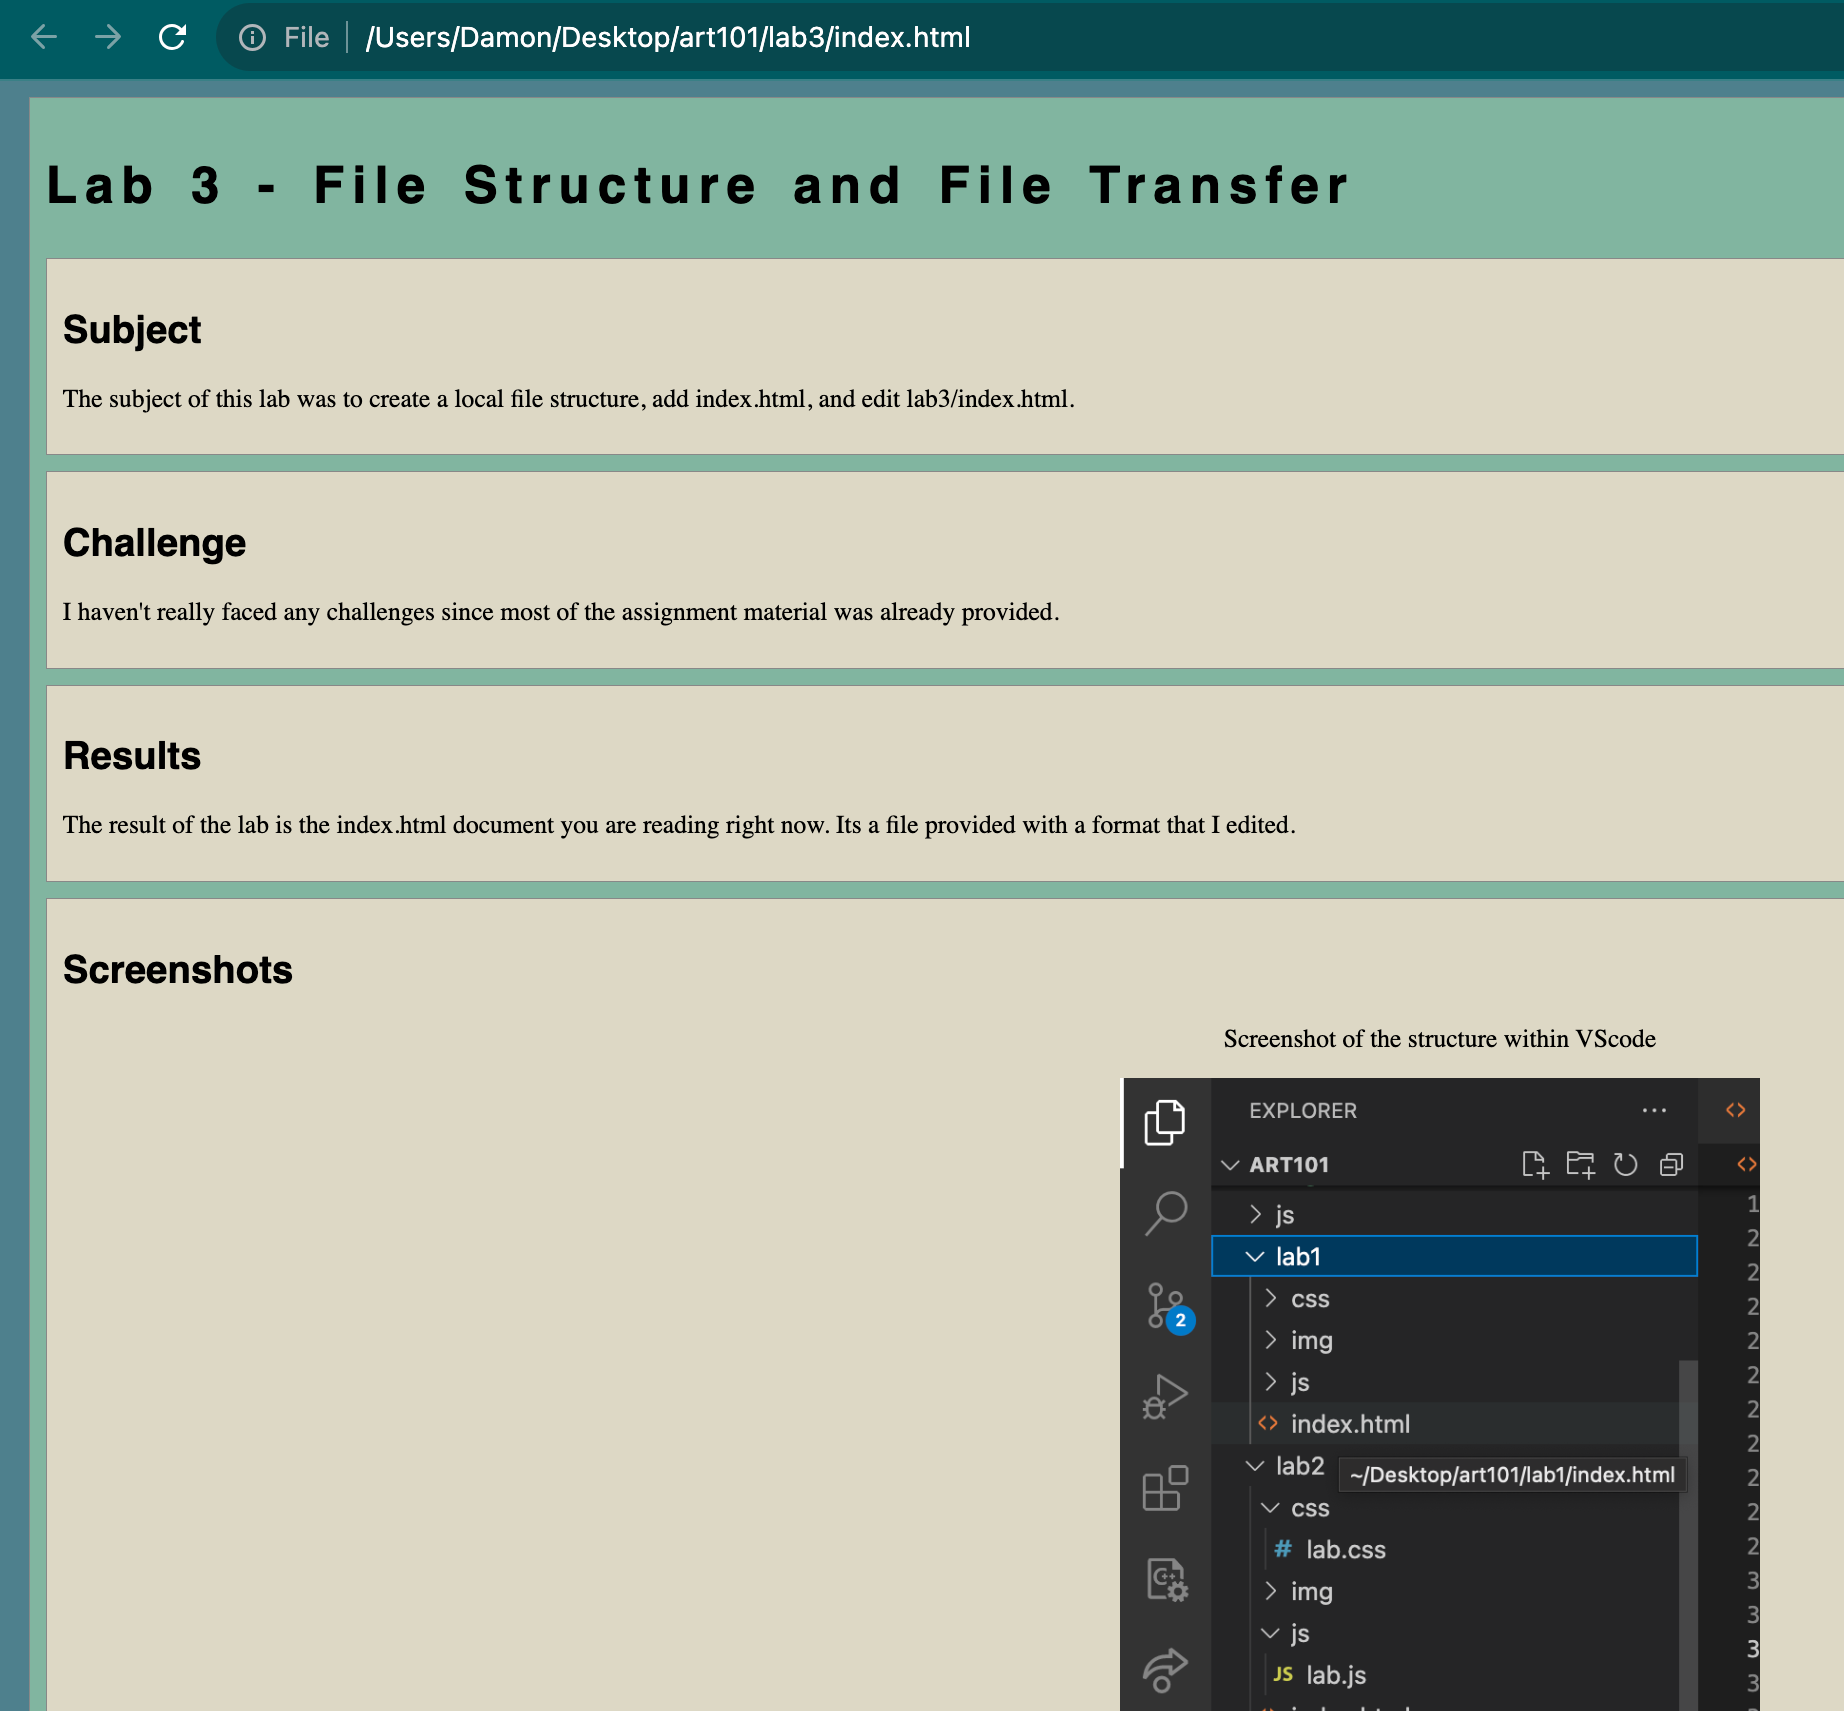 File /Users/Damon/Desktop/art101/lab3/index.html
Lab 3 - File Structure and File Transfer
Subject
The subject of this lab was to create a local file structure, add index.html, and edit lab3/index.html.
Challenge
I haven't really faced any challenges since most of the assignment material was already provided.
Results
The result of the lab is the index.html document you are reading right now. Its a file provided with a format that I edited.
Screenshots
Screenshot of the structure within VScode
EXPLORER
ART101
js
lab1
css
img
js
index.html
lab2
~/Desktop/art101/lab1/index.html
css
# lab.css
img
js
JS lab.js
2
C++
1
2
2
2
2
2
2
2
2
2
2
3
3
3
3